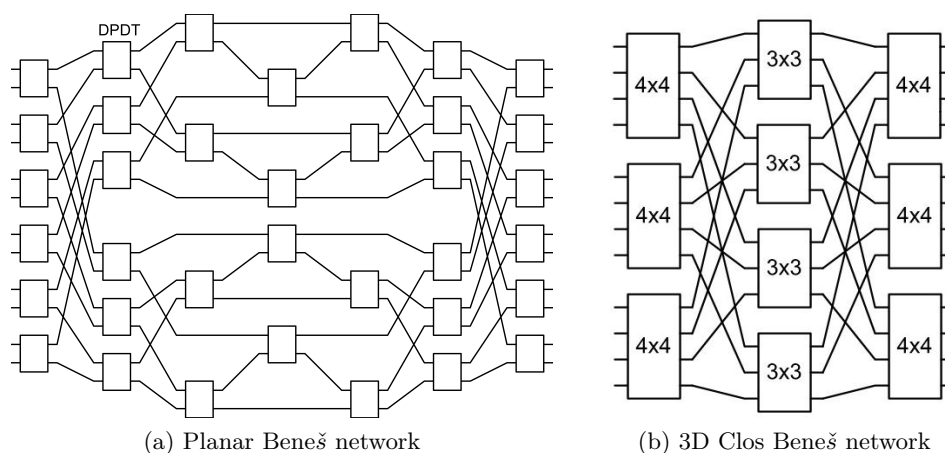 DPDT
4x4
4x4
4x4
3x3
3x3
3x3
3x3
4x4
4x4
4x4
(a) Planar Beneš network
(b) 3D Clos Beneš network